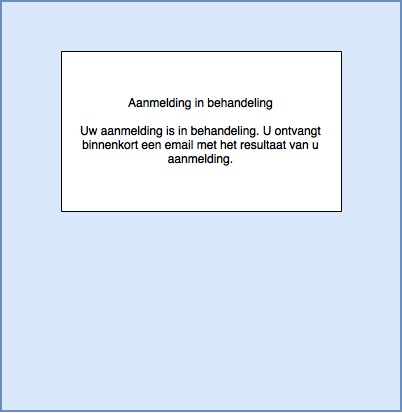 Aanmelding in behandeling
Uw aanmelding is in behandeling. U ontvangt
binnenkort een email met het resultaat van u
aanmelding.